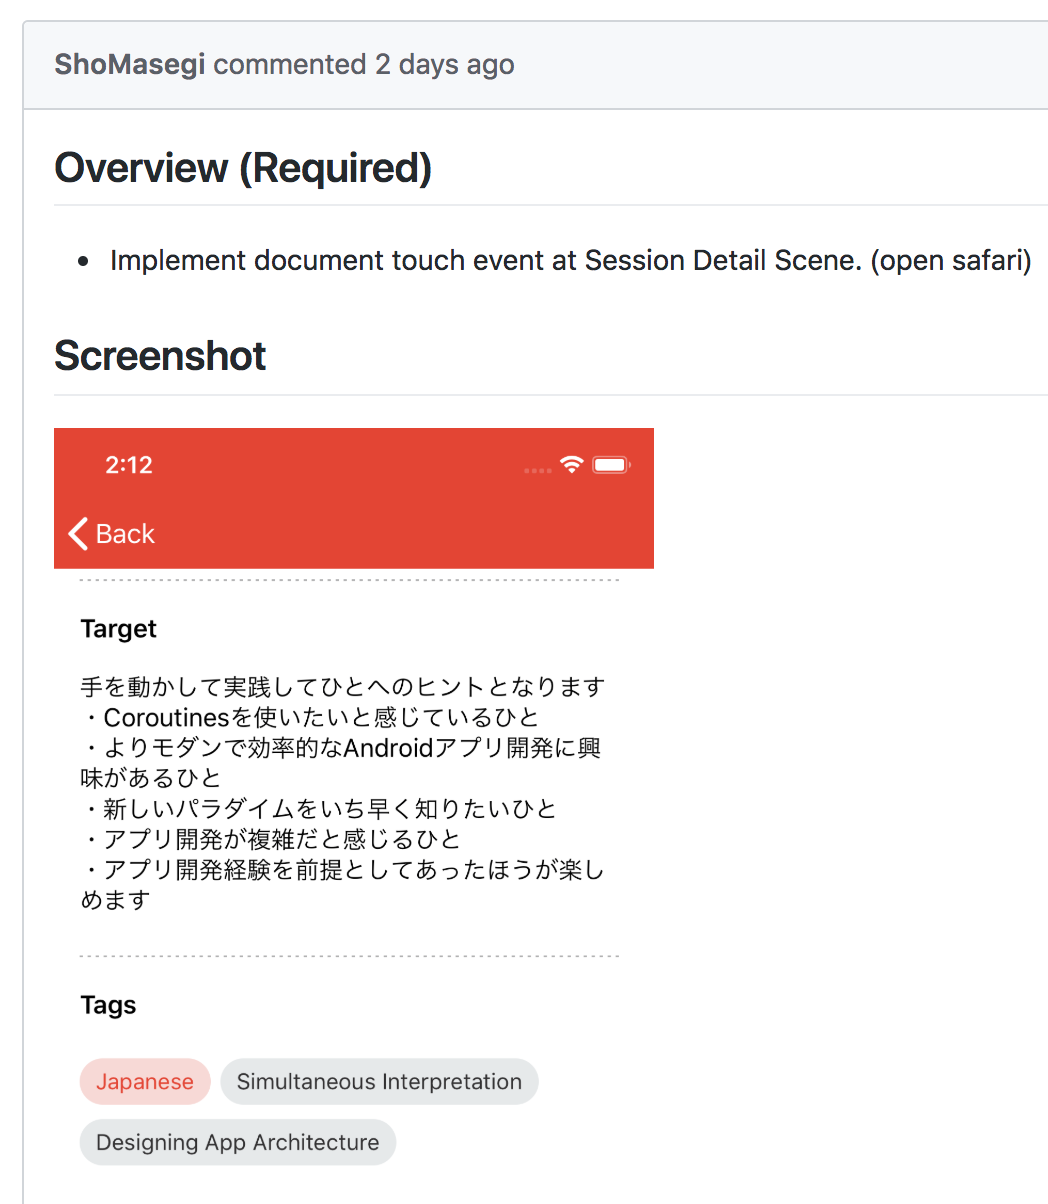 ShoMasegi commented 2 days ago
Overview (Required)
• Implement document touch event at Session Detail Scene. (open safari)
Screenshot
2:12
Back
Target
手を動かして実践してひとへのヒントとなります
・Coroutinesを使いたいと感じているひと
・よりモダンで効率的なAndroidアプリ開発に興
味があるひと
・新しいパラダイムをいち早く知りたいひと
・アプリ開発が複雑だと感じるひと
・アプリ開発経験を前提としてあったほうが楽し
めます
Tags
Japanese Simultaneous Interpretation
Designing App Architecture